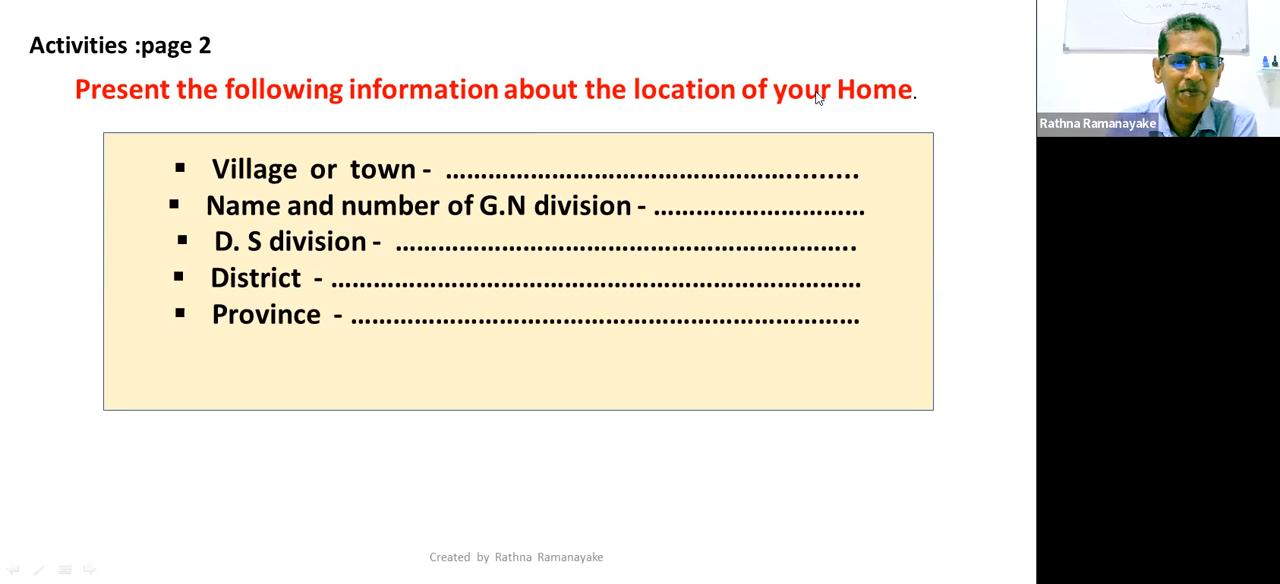 Activities :page 2
Present the following information about the location of your Home.
▪ Village or town - ……………………………………….........
▪ Name and number of G.N division - …………………………
▪ D. S division - ……………………………………………………..
▪ District - …………………………………………………………………
▪ Province - ………………………………………………………………
Created by Rathna Ramanayake
Rathna Ramanayake